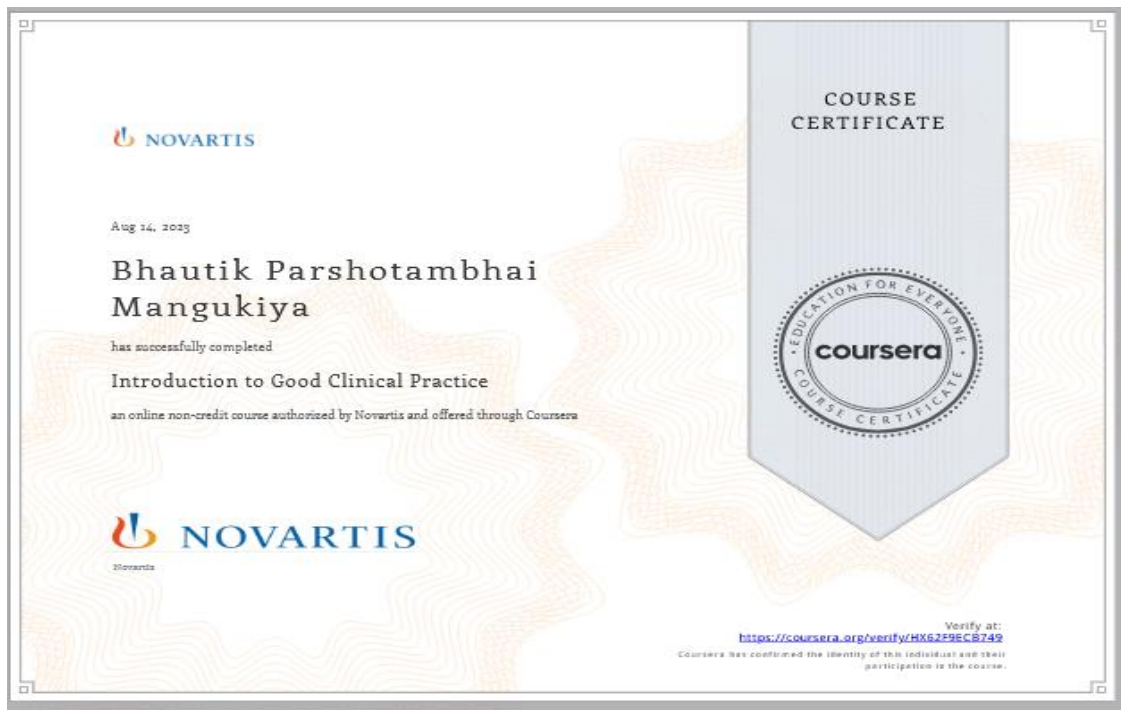 COURSE
CERTIFICATE
NOVARTIS
Aug 14, 2023
Bhautik Parshotambhai
Mangukiya
has successfully completed
Introduction to Good Clinical Practice
an online non-credit course authorized by Novartis and offered through Coursera
EDUCATION FOR EVERYONE
coursera
COURSE CERTIFICATE
NOVARTIS
Novartis
Verify at:
https://coursera.org/verify/HX62F9ECB749
Coursera has confirmed the identity of this individual and their
participation in the course.